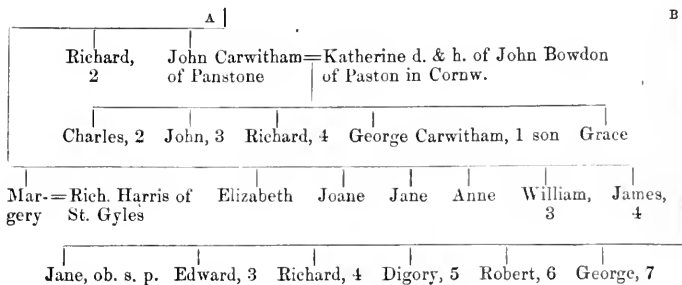 A B
Richard, John Carwitham=Katherine d. & h. of John Bowdon
2 of Panstone of Paston in Cornw.
Charles, 2 John, 3 Richard, 4 George Carwitham, 1 son Grace
Mar-=Rich. Harris of Elizabeth Joane Jane Anne William, James,
gery St. Gyles 3 4
Jane, ob. s. p. Edward, 3 Richard, 4 Digory, 5 Robert, 6 George, 7